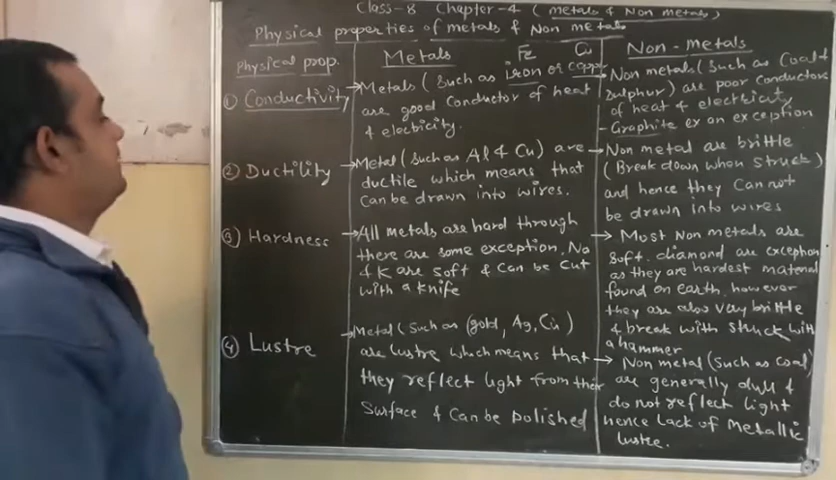 Class-8 Chapter-4 (metals & Non metals)
Physical properties of metals & Non metals
Physical prop.
① Conductivity
② Ductility
③ Hardness
④ Lustre
Metals
Fe Cu
→ Metals (Such as iron or copper
are good Conductor of heat
& electricity.
→ Metal (Such as Al & Cu) are
ductile which means that
Can be drawn into wires.
→ All metals are hard through
there are some exception, Na
& K are soft & Can be cut
with a knife
→ Metal (Such as (gold, Ag, Cu)
are lustre which means that
they reflect light from their
Surface & Can be polished
Non-metals
→ Non metals (Such as Coal &
Sulphur) are poor Conductors
of heat & electricity
- Graphite is an exception
→ Non metal are brittle
(Break down when Struck)
and hence they Can not
be drawn into wires
→ Most Non metals are
Soft. diamond are exception
as they are hardest material
found on earth. however
they are also very brittle
& break with struck with
a hammer
→ Non metal (Such as Coal)
are generally dull &
do not reflect light
hence lack of metallic
lustre.